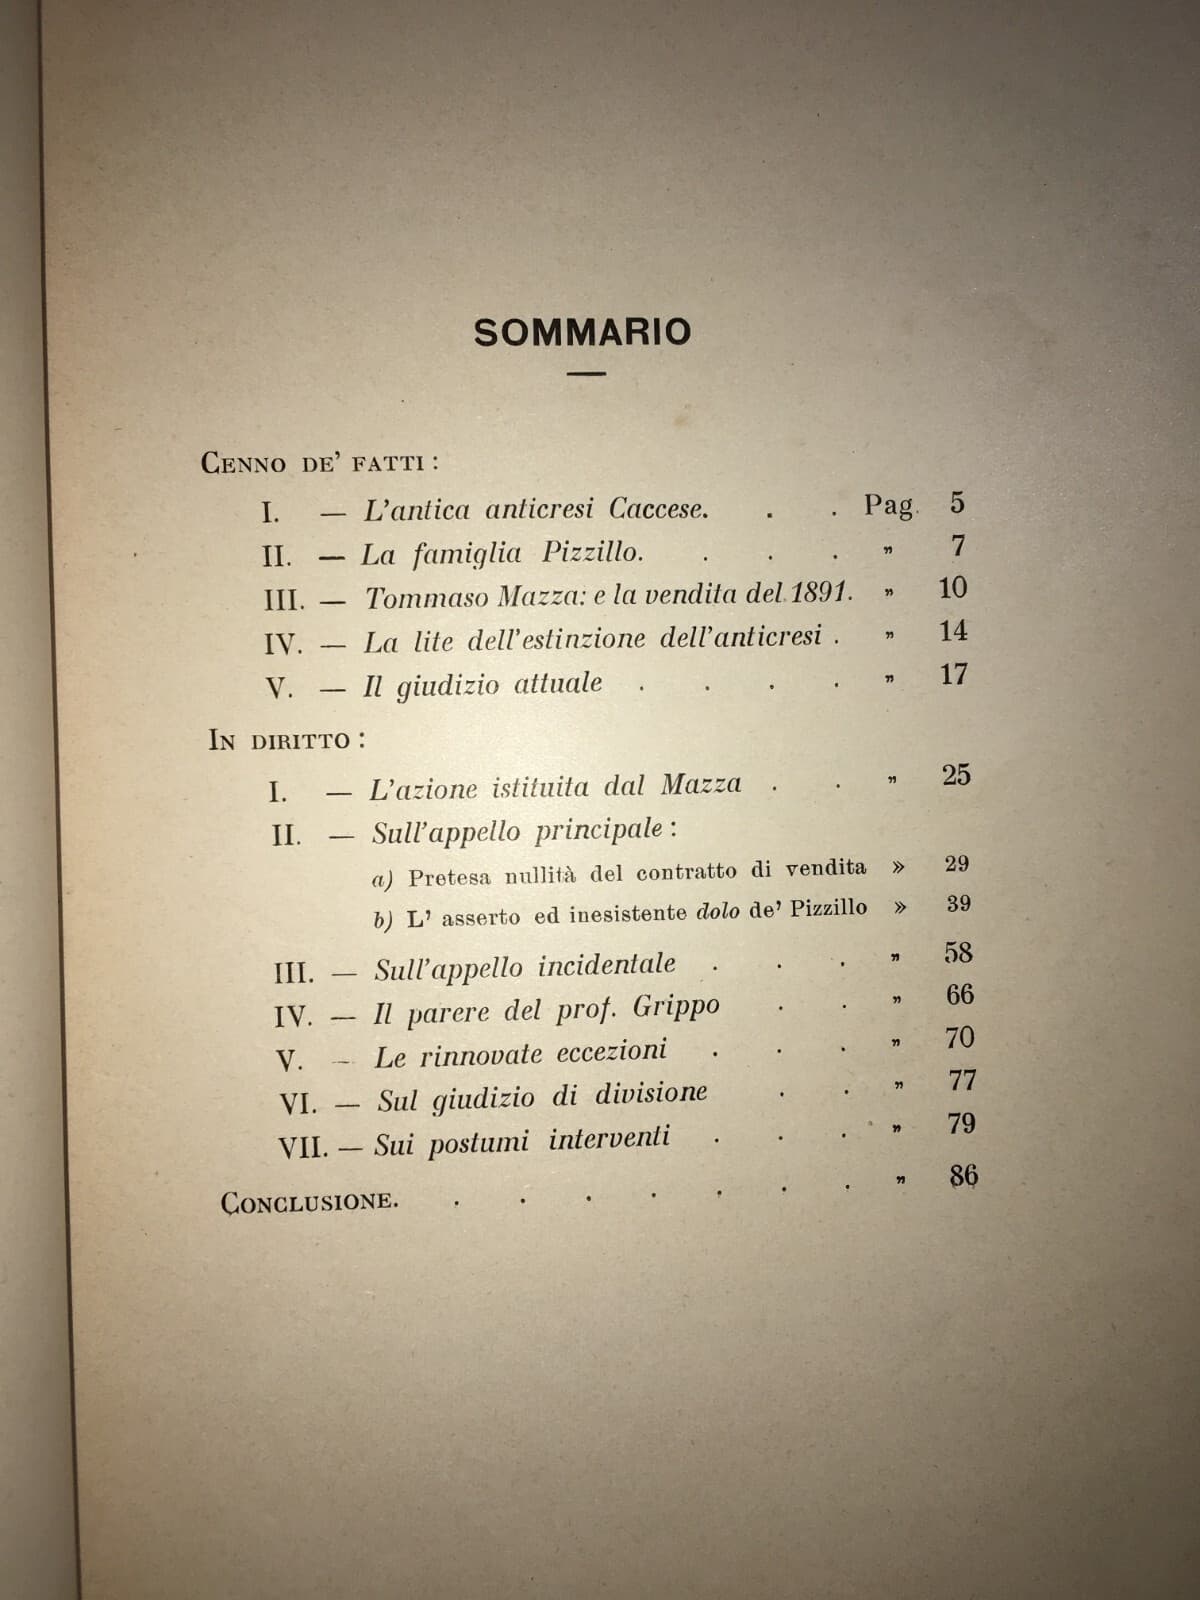 SOMMARIO
CENNO DE' FATTI :
I. — L'antica anticresi Caccese. . . Pag. 5
II. — La famiglia Pizzillo. . . . „ 7
III. — Tommaso Mazza: e la vendita del 1891. „ 10
IV. — La lite dell'estinzione dell'anticresi . „ 14
V. — Il giudizio attuale . . . . „ 17
IN DIRITTO :
I. — L'azione istituita dal Mazza . . „ 25
II. — Sull'appello principale :
a) Pretesa nullità del contratto di vendita » 29
b) L' asserto ed inesistente dolo de' Pizzillo » 39
III. — Sull'appello incidentale . . . „ 58
IV. — Il parere del prof. Grippo . . „ 66
V. — Le rinnovate eccezioni . . . „ 70
VI. — Sul giudizio di divisione . . „ 77
VII. — Sui postumi interventi . . . „ 79
CONCLUSIONE. . . . . . . . „ 86